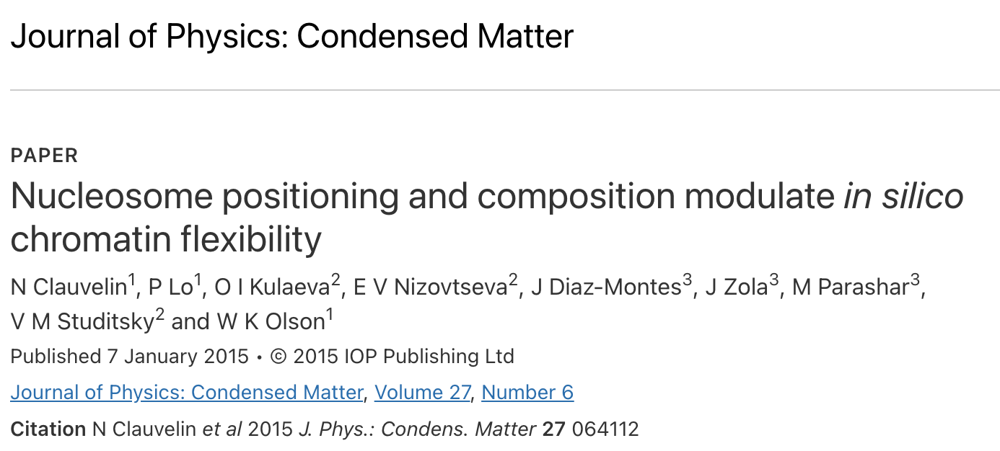 Journal of Physics: Condensed Matter
PAPER
Nucleosome positioning and composition modulate in silico
chromatin flexibility
N Clauvelin¹, P Lo¹, O I Kulaeva², E V Nizovtseva², J Diaz-Montes³, J Zola³, M Parashar³,
V M Studitsky² and W K Olson¹
Published 7 January 2015 • © 2015 IOP Publishing Ltd
Journal of Physics: Condensed Matter, Volume 27, Number 6
Citation N Clauvelin et al 2015 J. Phys.: Condens. Matter 27 064112